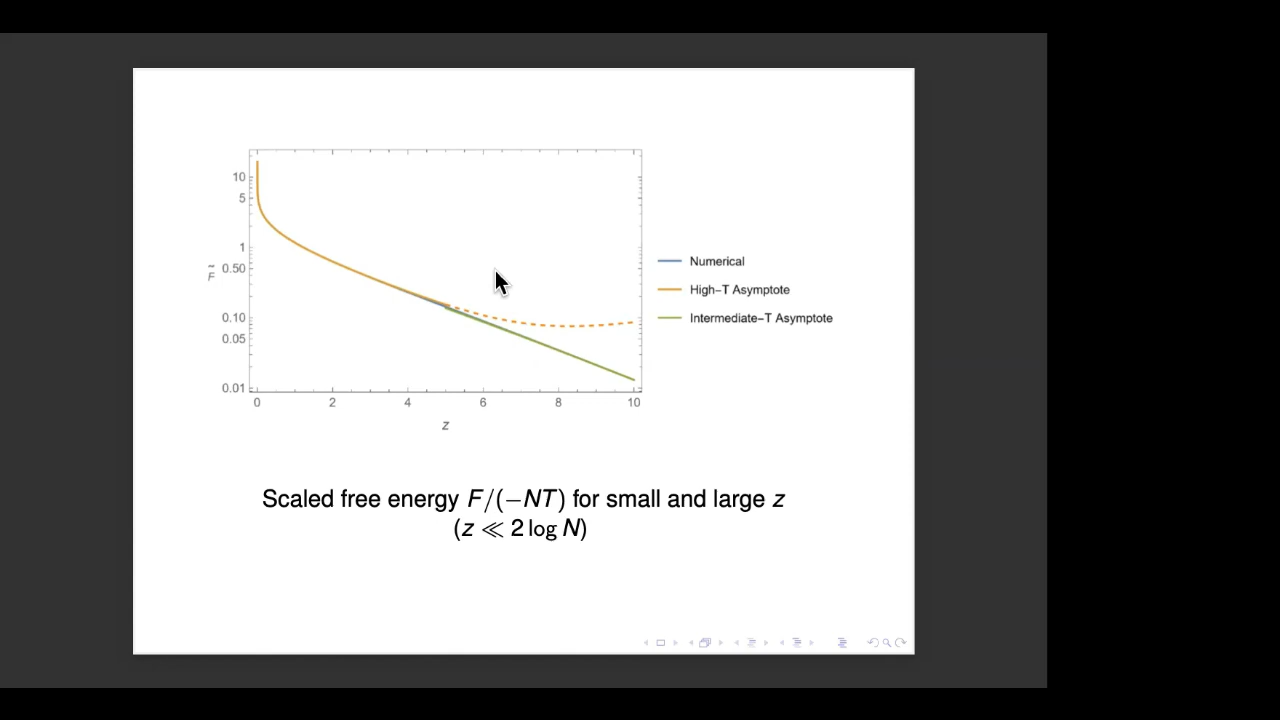 10
5
1
0.50
F̃
0.10
0.05
0.01
0 2 4 6 8 10
z
Numerical
High−T Asymptote
Intermediate−T Asymptote
Scaled free energy F/(−NT) for small and large z
(z ≪ 2 log N)